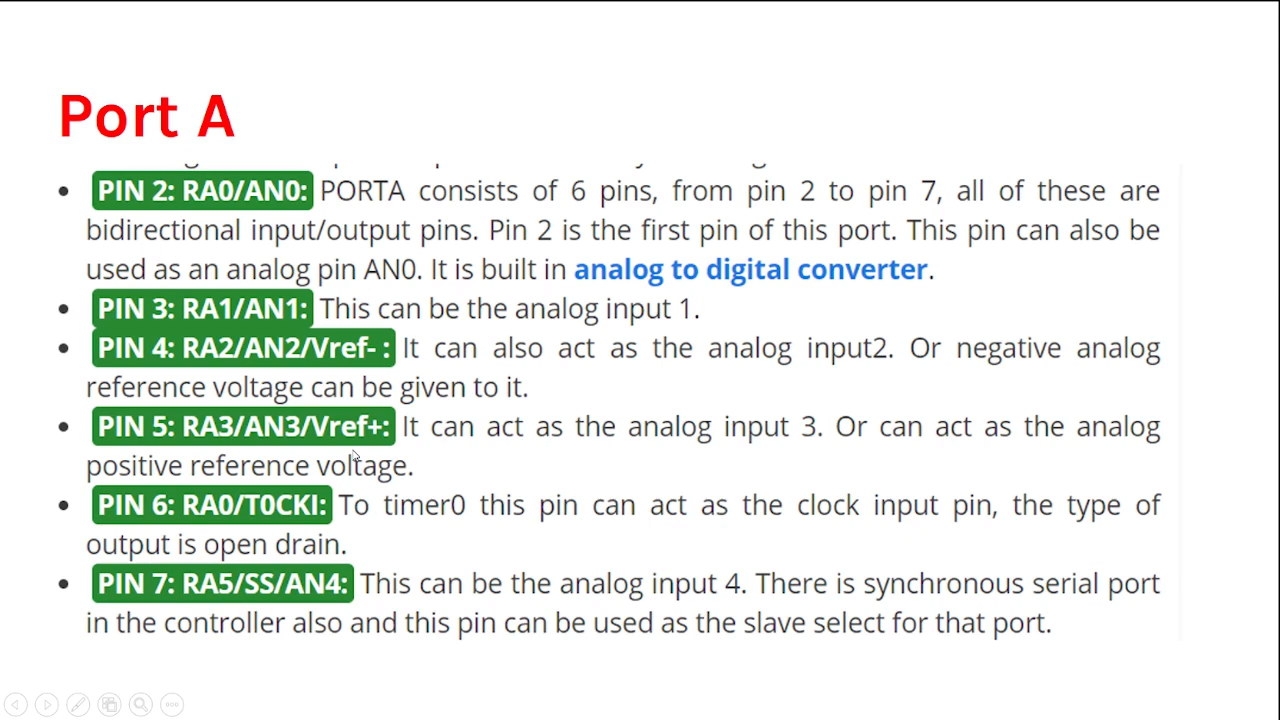 Port A
PIN 2: RA0/AN0: PORTA consists of 6 pins, from pin 2 to pin 7, all of these are
bidirectional input/output pins. Pin 2 is the first pin of this port. This pin can also be
used as an analog pin AN0. It is built in analog to digital converter.
PIN 3: RA1/AN1: This can be the analog input 1.
PIN 4: RA2/AN2/Vref- : It can also act as the analog input2. Or negative analog
reference voltage can be given to it.
PIN 5: RA3/AN3/Vref+: It can act as the analog input 3. Or can act as the analog
positive reference voltage.
PIN 6: RA0/T0CKI: To timer0 this pin can act as the clock input pin, the type of
output is open drain.
PIN 7: RA5/SS/AN4: This can be the analog input 4. There is synchronous serial port
in the controller also and this pin can be used as the slave select for that port.